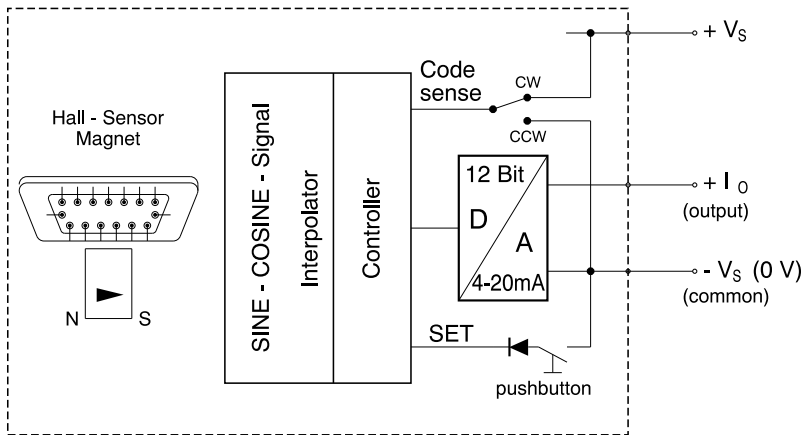 Hall - Sensor
Magnet
N
S
SINE - COSINE - Signal
Interpolator
Controller
Code
sense
CW
CCW
12 Bit
D
A
4-20mA
SET
pushbutton
+ VS
+ I O
(output)
- VS (0 V)
(common)